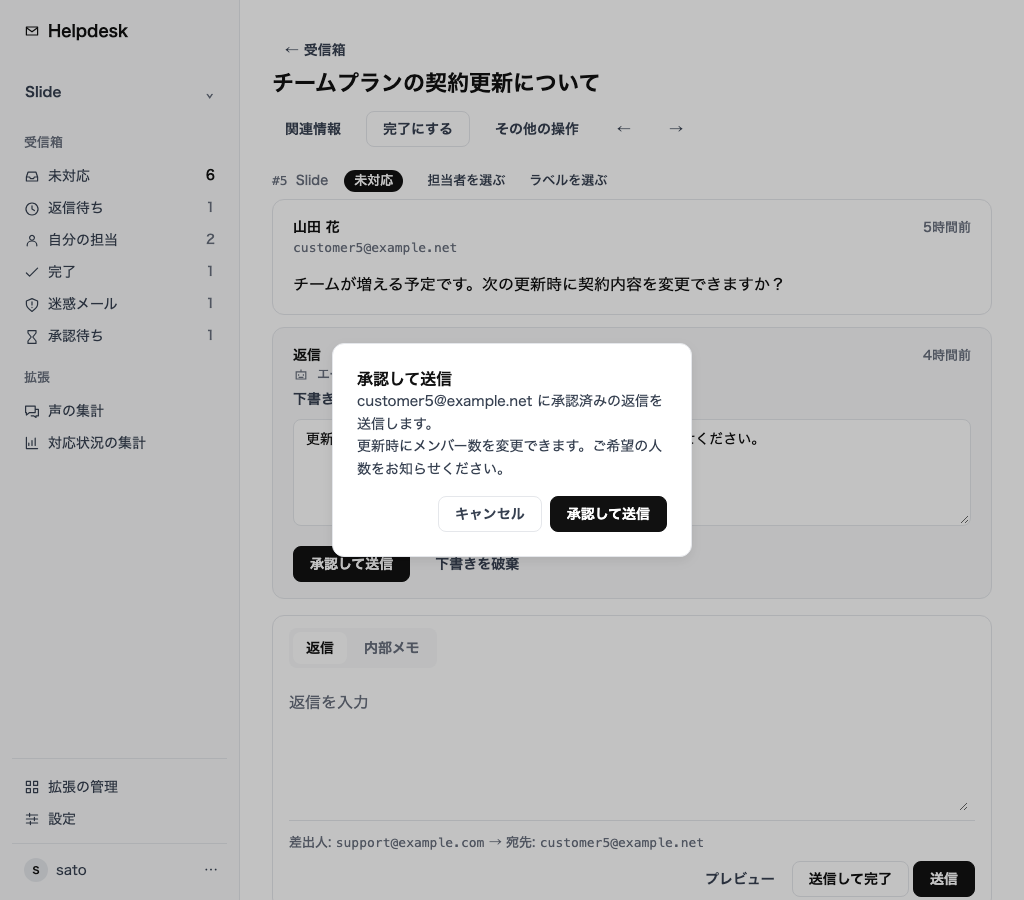 Helpdesk
Slide
受信箱
未対応 6
返信待ち 1
自分の担当 2
完了 1
迷惑メール 1
承認待ち 1
拡張
声の集計
対応状況の集計
拡張の管理
設定
S sato ...
← 受信箱
チームプランの契約更新について
関連情報 完了にする その他の操作 ← →
#5 Slide 未対応 担当者を選ぶ ラベルを選ぶ
山田 花 5時間前
customer5@example.net
チームが増える予定です。次の更新時に契約内容を変更できますか？
返信 4時間前
エー
下書き
更新 ください。
承認して送信
customer5@example.net に承認済みの返信を
送信します。
更新時にメンバー数を変更できます。ご希望の人
数をお知らせください。
キャンセル 承認して送信
承認して送信 下書きを破棄
返信 内部メモ
返信を入力
差出人: support@example.com → 宛先: customer5@example.net
プレビュー 送信して完了 送信